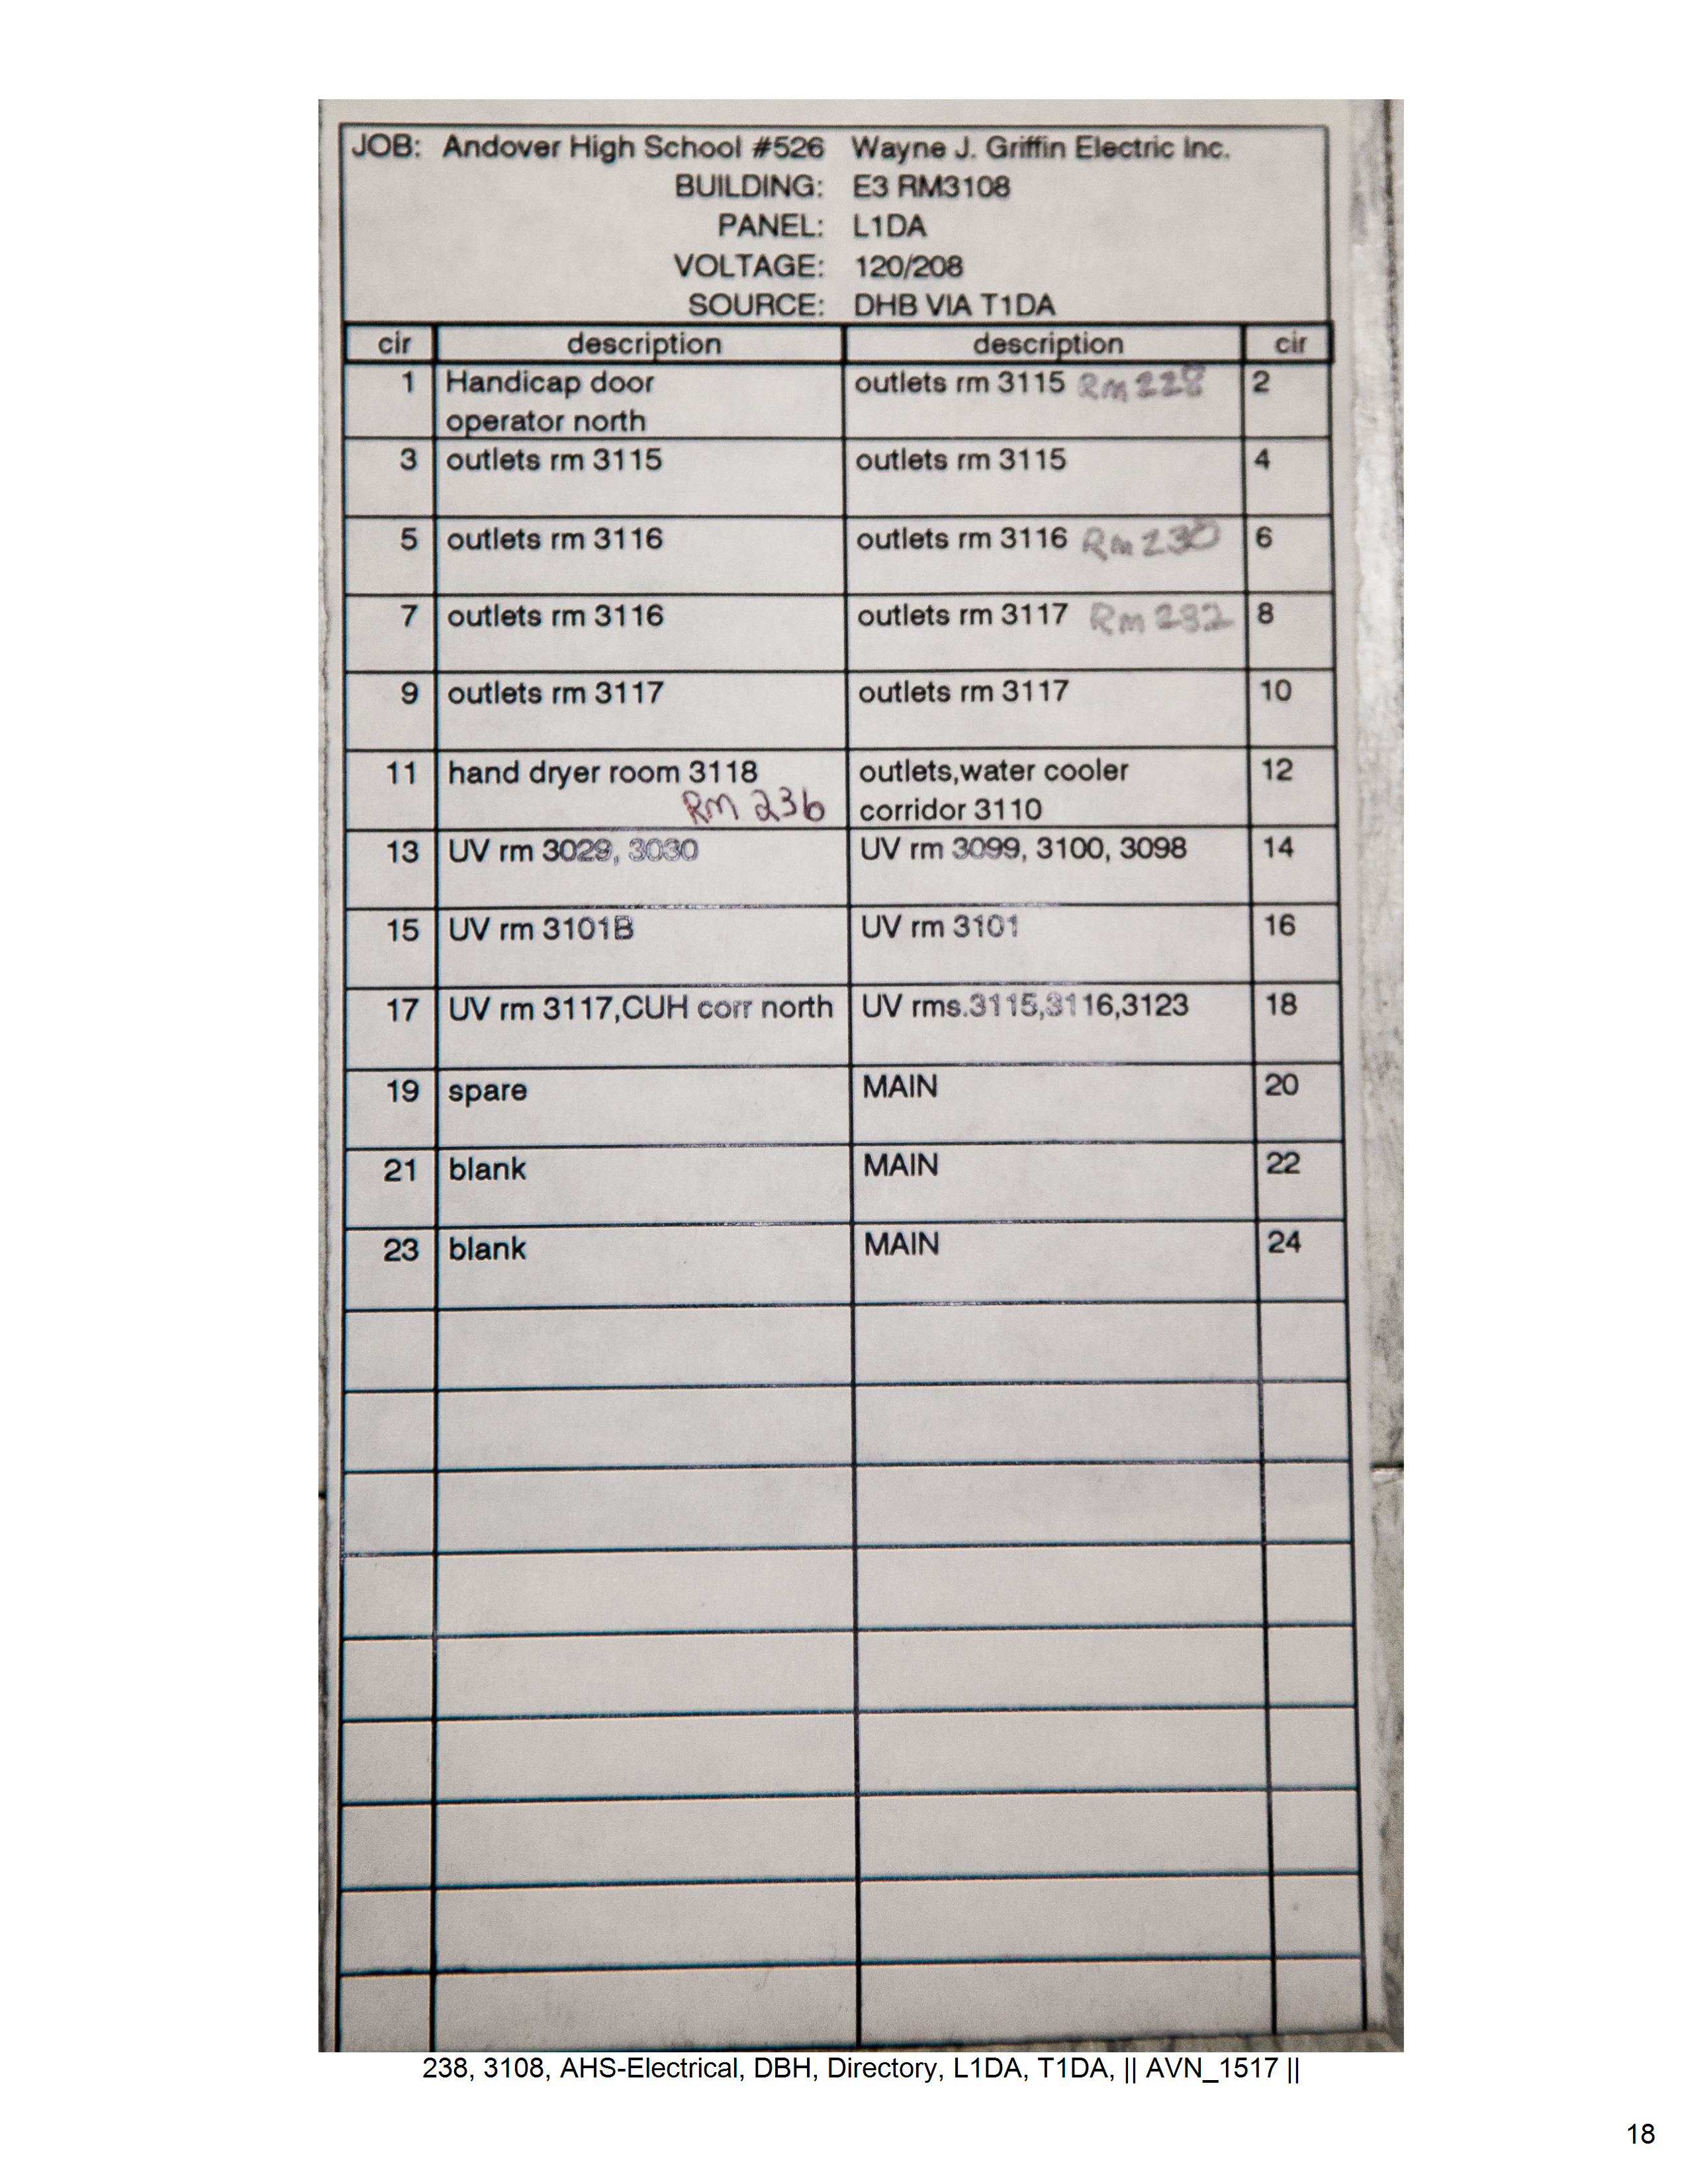 JOB: Andover High School #526 Wayne J. Griffin Electric Inc.
BUILDING: E3 RM3108
PANEL: L1DA
VOLTAGE: 120/208
SOURCE: DHB VIA T1DA
cir description description cir
1 Handicap door outlets rm 3115 Rm 228 2
operator north
3 outlets rm 3115 outlets rm 3115 4
5 outlets rm 3116 outlets rm 3116 Rm 230 6
7 outlets rm 3116 outlets rm 3117 Rm 232 8
9 outlets rm 3117 outlets rm 3117 10
11 hand dryer room 3118 outlets,water cooler 12
Rm 236 corridor 3110
13 UV rm 3029, 3030 UV rm 3099, 3100, 3098 14
15 UV rm 3101B UV rm 3101 16
17 UV rm 3117,CUH corr north UV rms.3115,3116,3123 18
19 spare MAIN 20
21 blank MAIN 22
23 blank MAIN 24
238, 3108, AHS-Electrical, DBH, Directory, L1DA, T1DA, || AVN_1517 ||
18